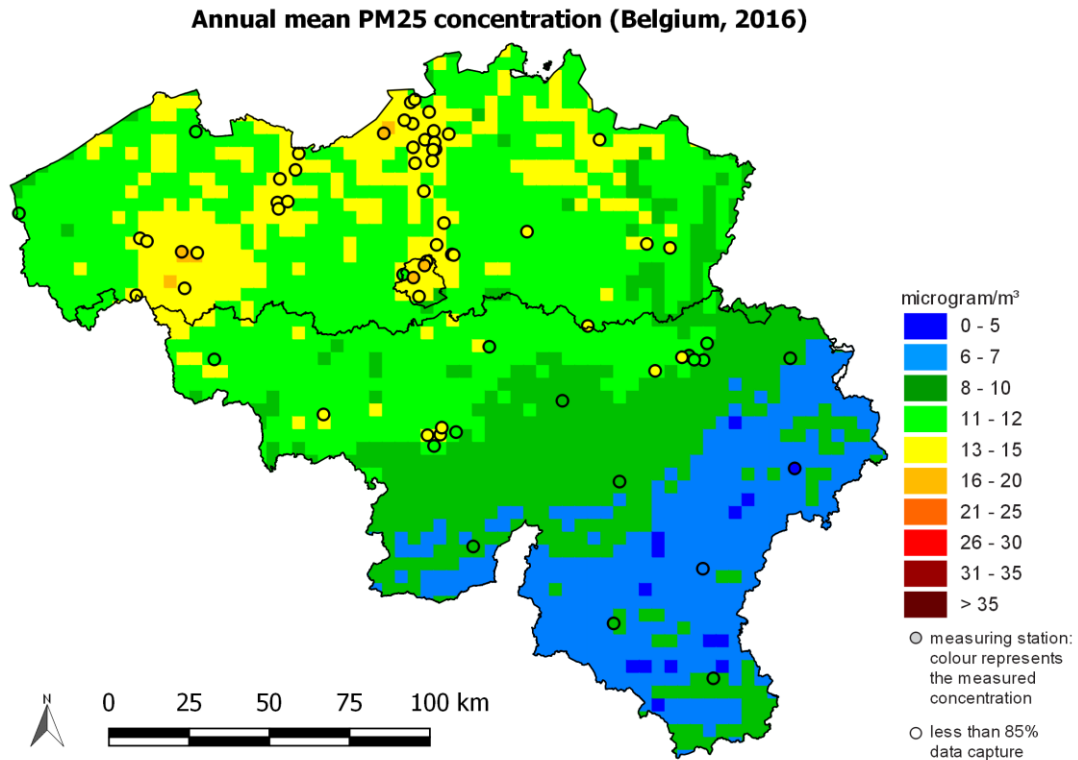 Annual mean PM25 concentration (Belgium, 2016)
microgram/m³
0 - 5
6 - 7
8 - 10
11 - 12
13 - 15
16 - 20
21 - 25
26 - 30
31 - 35
> 35
measuring station:
colour represents
the measured
concentration
less than 85%
data capture
N
0 25 50 75 100 km